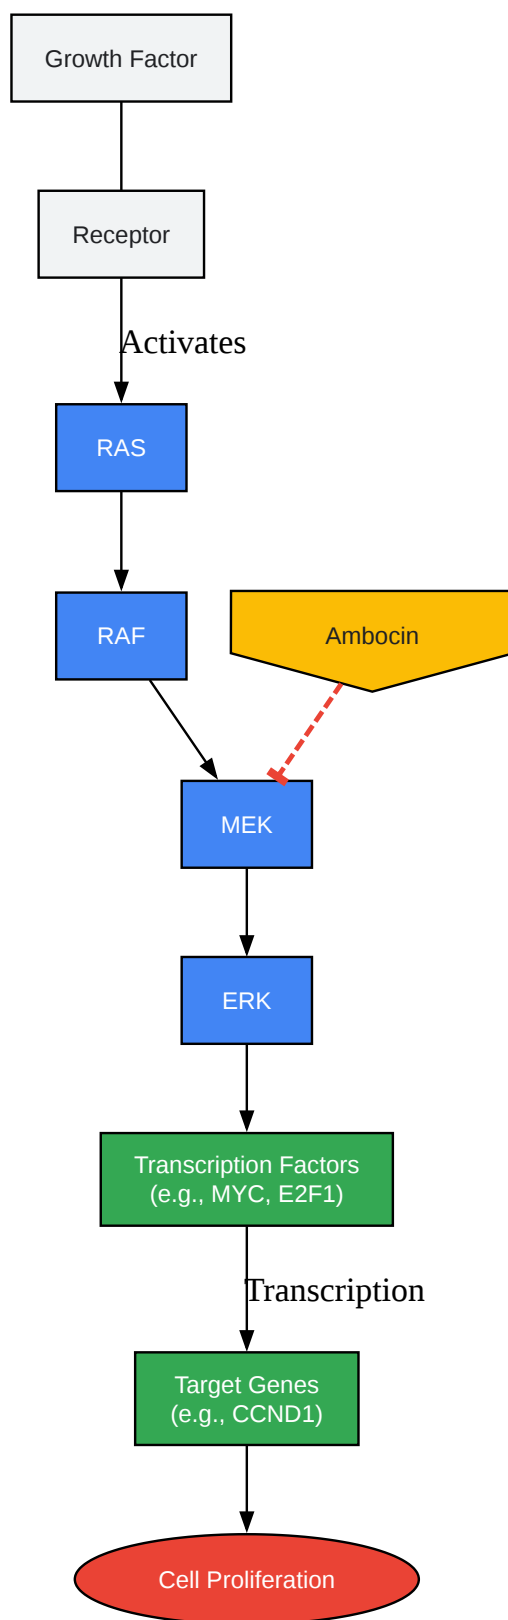 Growth Factor
Receptor
Activates
RAS
RAF
Ambocin
MEK
ERK
Transcription Factors
(e.g., MYC, E2F1)
Transcription
Target Genes
(e.g., CCND1)
Cell Proliferation